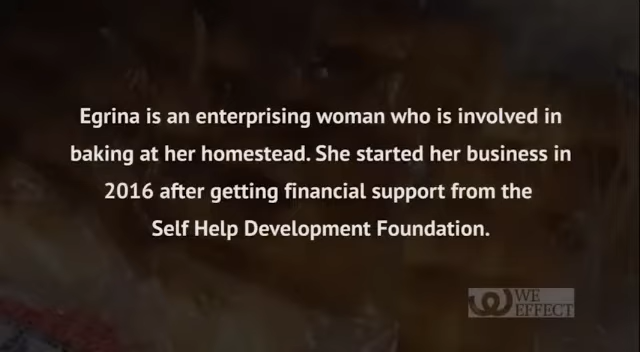 Egrina is an enterprising woman who is involved in
baking at her homestead. She started her business in
2016 after getting financial support from the
Self Help Development Foundation.
WE
EFFECT